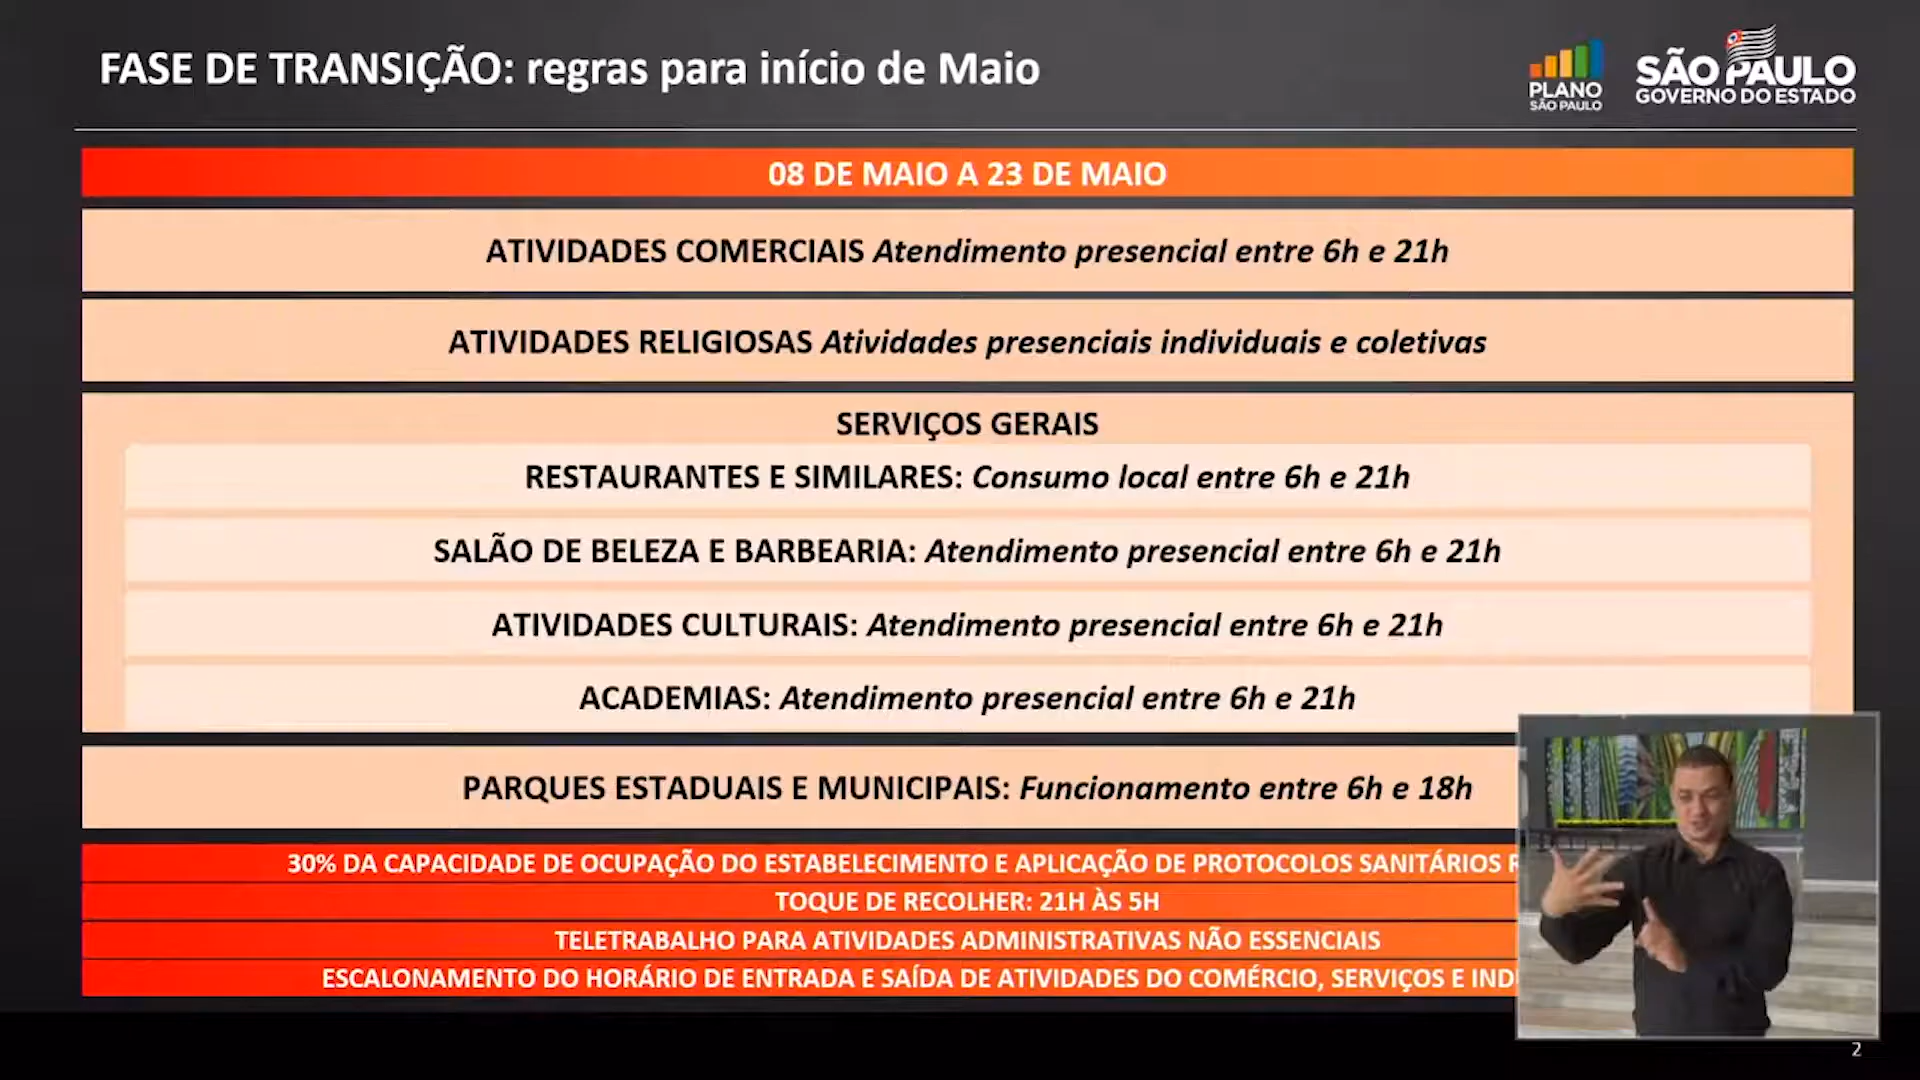 FASE DE TRANSIÇÃO: regras para início de Maio
PLANO
SÃO PAULO
SÃO PAULO
GOVERNO DO ESTADO
08 DE MAIO A 23 DE MAIO
ATIVIDADES COMERCIAIS Atendimento presencial entre 6h e 21h
ATIVIDADES RELIGIOSAS Atividades presenciais individuais e coletivas
SERVIÇOS GERAIS
RESTAURANTES E SIMILARES: Consumo local entre 6h e 21h
SALÃO DE BELEZA E BARBEARIA: Atendimento presencial entre 6h e 21h
ATIVIDADES CULTURAIS: Atendimento presencial entre 6h e 21h
ACADEMIAS: Atendimento presencial entre 6h e 21h
PARQUES ESTADUAIS E MUNICIPAIS: Funcionamento entre 6h e 18h
30% DA CAPACIDADE DE OCUPAÇÃO DO ESTABELECIMENTO E APLICAÇÃO DE PROTOCOLOS SANITÁRIOS
TOQUE DE RECOLHER: 21H ÀS 5H
TELETRABALHO PARA ATIVIDADES ADMINISTRATIVAS NÃO ESSENCIAIS
ESCALONAMENTO DO HORÁRIO DE ENTRADA E SAÍDA DE ATIVIDADES DO COMÉRCIO, SERVIÇOS E
2